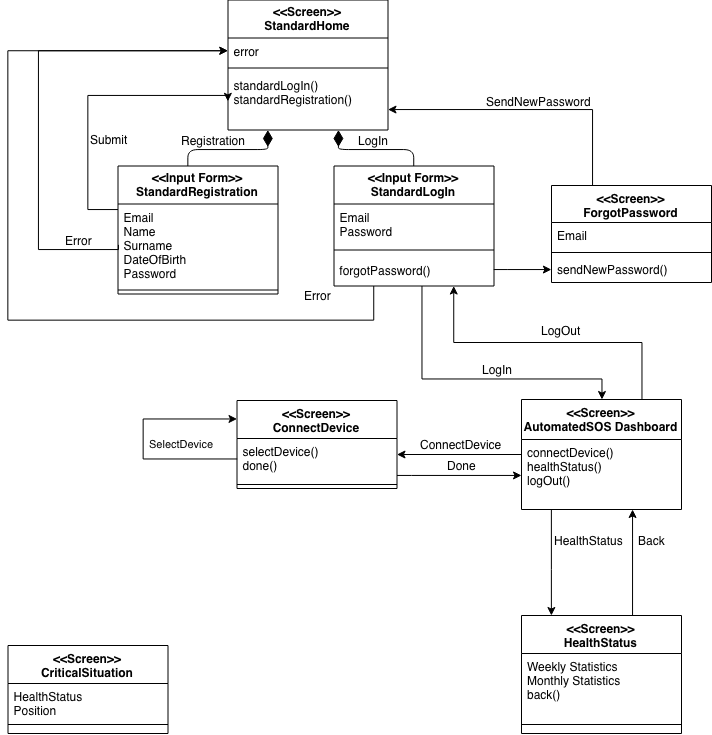 <<Screen>>
StandardHome
error
standardLogIn()
standardRegistration()
SendNewPassword
Submit
Registration
LogIn
<<Input Form>>
StandardRegistration
Email
Name
Surname
DateOfBirth
Password
Error
<<Input Form>>
StandardLogIn
Email
Password
forgotPassword()
Error
<<Screen>>
ForgotPassword
Email
sendNewPassword()
LogOut
LogIn
<<Screen>>
ConnectDevice
selectDevice()
done()
SelectDevice
ConnectDevice
Done
<<Screen>>
AutomatedSOS Dashboard
connectDevice()
healthStatus()
logOut()
HealthStatus
Back
<<Screen>>
CriticalSituation
HealthStatus
Position
<<Screen>>
HealthStatus
Weekly Statistics
Monthly Statistics
back()